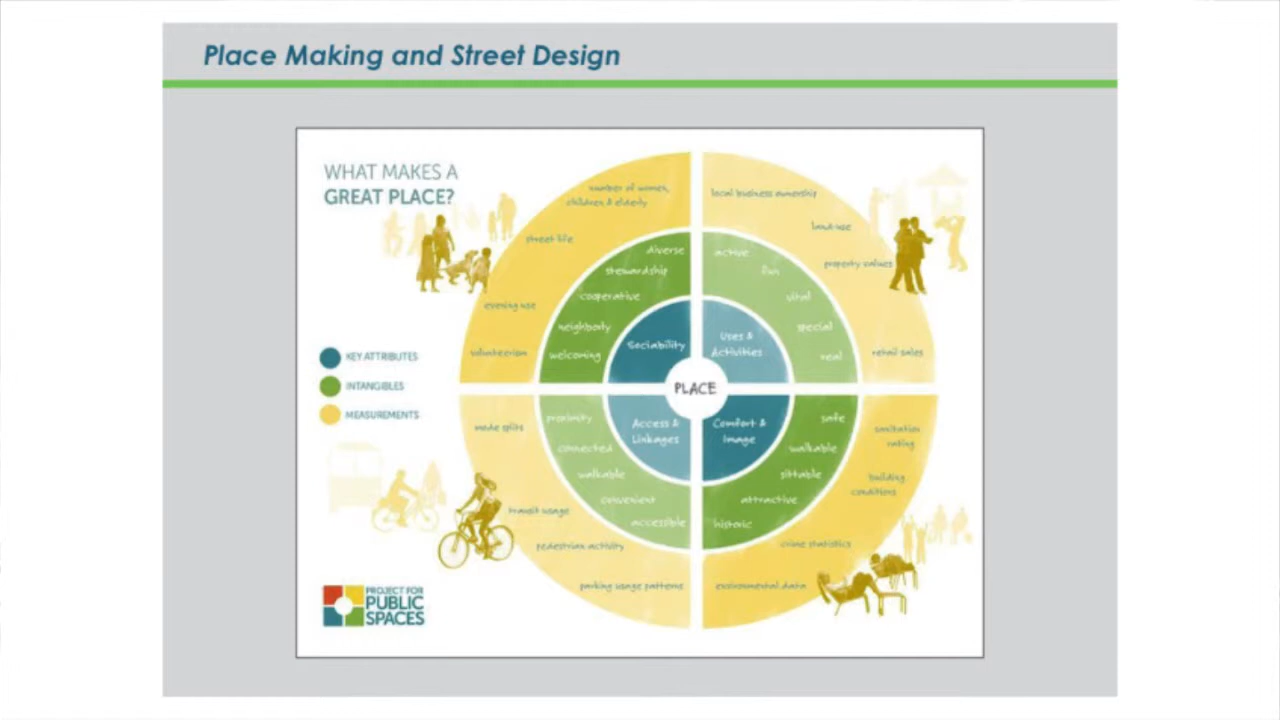 Place Making and Street Design
WHAT MAKES A
GREAT PLACE?
KEY ATTRIBUTES
INTANGIBLES
MEASUREMENTS
number of women,
children & elderly
street life
evening use
volunteerism
diverse
stewardship
cooperative
neighborly
welcoming
Sociability
local business ownership
land-use
property values
retail sales
active
fun
vital
special
real
Uses &
Activities
PLACE
mode splits
transit usage
pedestrian activity
parking usage patterns
proximity
connected
walkable
convenient
accessible
Access &
Linkages
Comfort &
Image
safe
walkable
sittable
attractive
historic
sanitation
rating
building
conditions
crime statistics
environmental data
PROJECT FOR
PUBLIC
SPACES